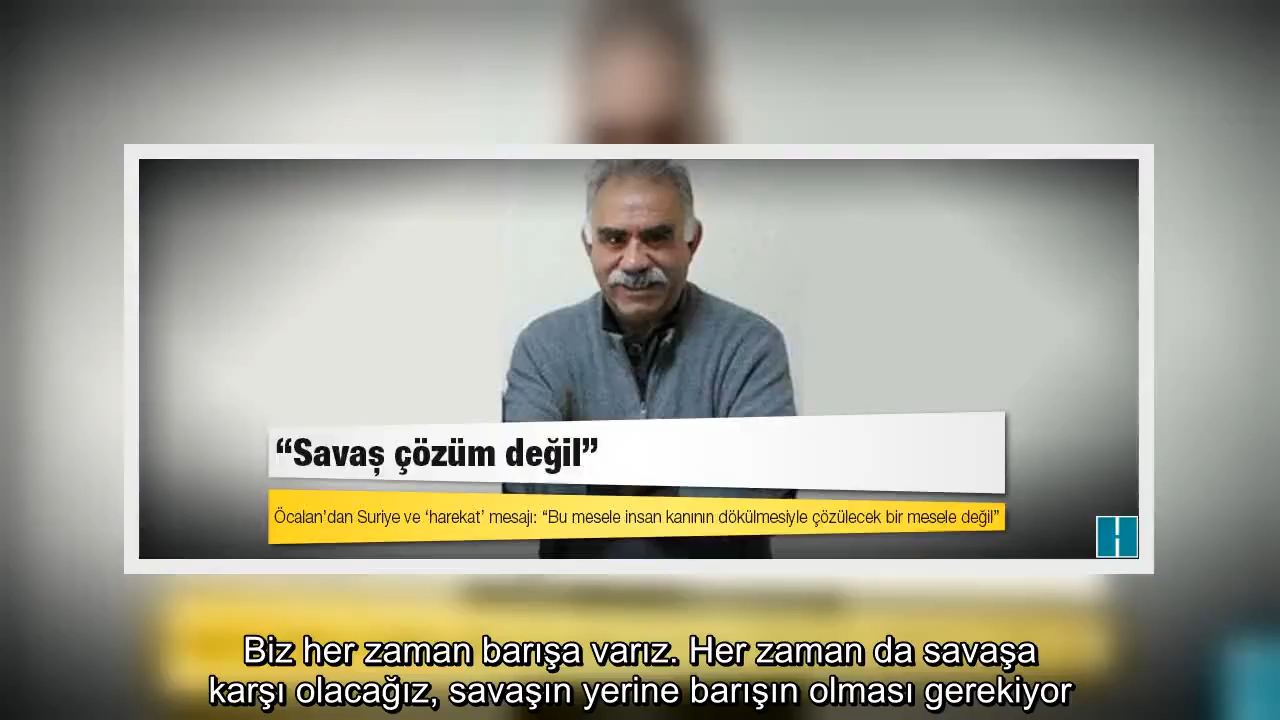 “Savaş çözüm değil”
Öcalan’dan Suriye ve ‘harekat’ mesajı: “Bu mesele insan kanının dökülmesiyle çözülecek bir mesele değil”
H
Biz her zaman barışa varız. Her zaman da savaşa
karşı olacağız, savaşın yerine barışın olması gerekiyor